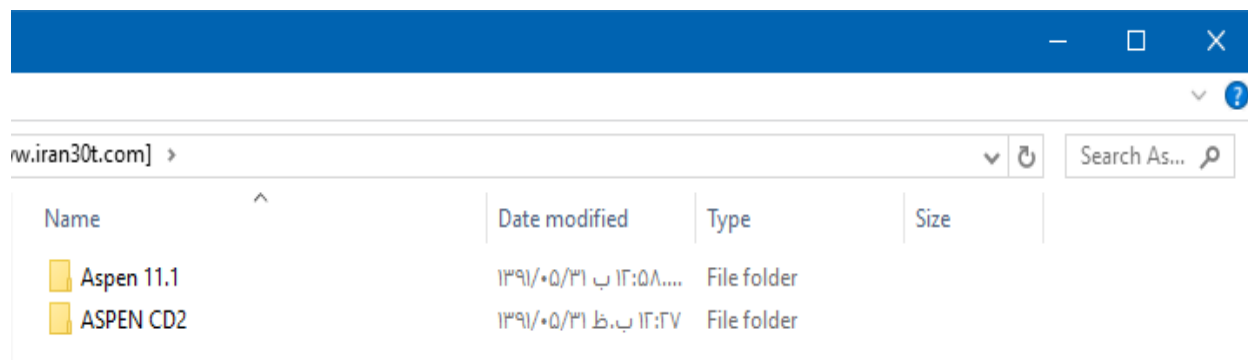 w.iran30t.com]
Search As...
Name Date modified Type Size
Aspen 11.1 ۱۳۹۱/۰۵/۳۱ ب ۱۲:۵۸.... File folder
ASPEN CD2 ۱۳۹۱/۰۵/۳۱ ب.ظ ۱۲:۲۷ File folder